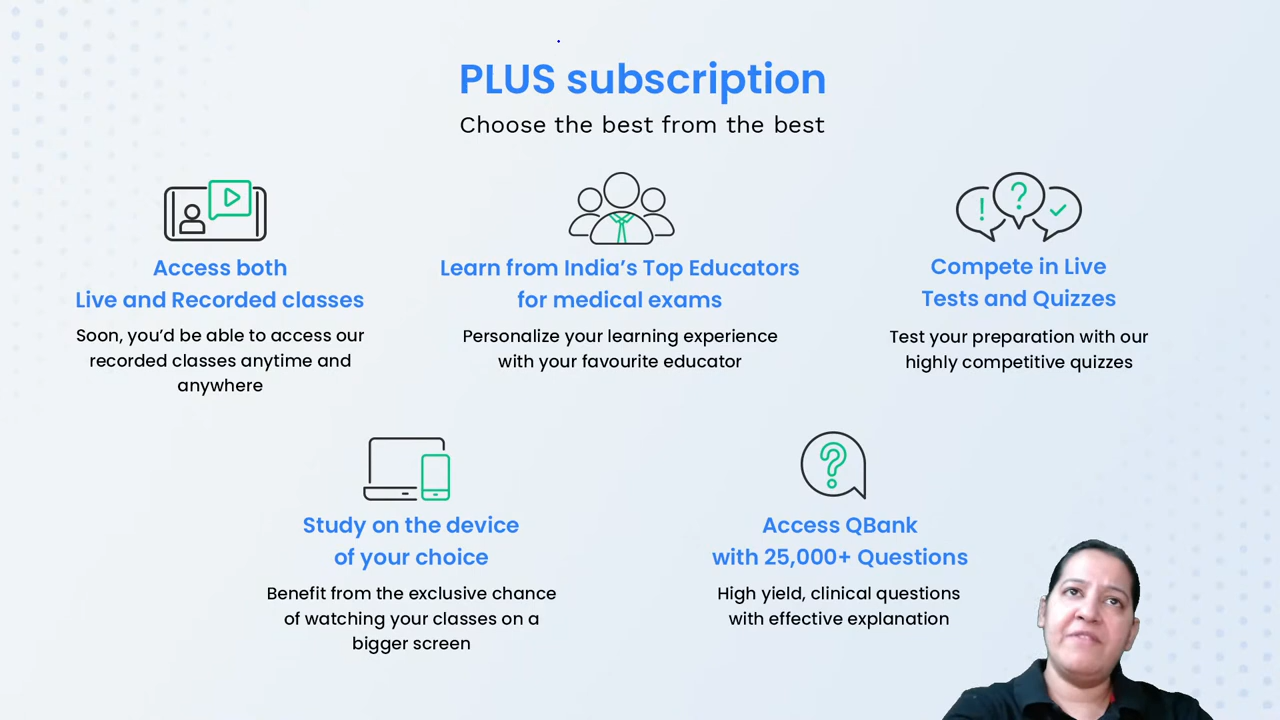 PLUS subscription
Choose the best from the best
Access both
Live and Recorded classes
Soon, you’d be able to access our
recorded classes anytime and
anywhere
Learn from India’s Top Educators
for medical exams
Personalize your learning experience
with your favourite educator
Compete in Live
Tests and Quizzes
Test your preparation with our
highly competitive quizzes
Study on the device
of your choice
Benefit from the exclusive chance
of watching your classes on a
bigger screen
Access QBank
with 25,000+ Questions
High yield, clinical questions
with effective explanation